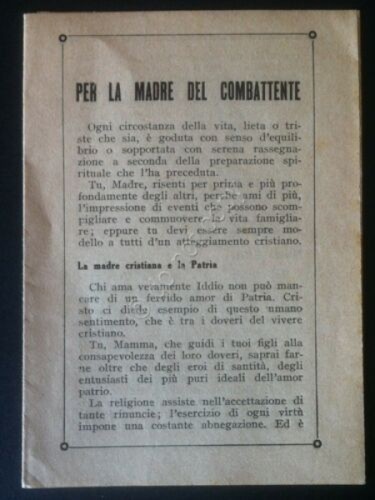 PER LA MADRE DEL COMBATTENTE
Ogni circostanza della vita, lieta o tri-
ste che sia, è goduta con senso d'equili-
brio o sopportata con serena rassegna-
zione a seconda della preparazione spi-
rituale che l'ha preceduta.
Tu, Madre, risenti per prima e più pro-
fondamente degli altri, perchè ami di più,
l'impressione di eventi che possono scom-
pigliare e commuovere la vita famiglia-
re; eppure tu devi essere sempre mo-
dello a tutti d'un atteggiamento cristiano.
La madre cristiana e la Patria
Chi ama veramente Iddio non può man-
care di un fervido amor di Patria. Cri-
sto ci diede esempio di questo umano
sentimento, che è tra i doveri del vivere
cristiano.
Tu, Mamma, che guidi i tuoi figli alla
consapevolezza dei loro doveri, saprai far-
ne oltre che degli eroi di santità, degli
entusiasti dei più puri ideali dell'amor
patrio.
La religione assiste nell'accettazione di
tante rinuncie; l'esercizio di ogni virtù
impone una costante abnegazione. Ed è